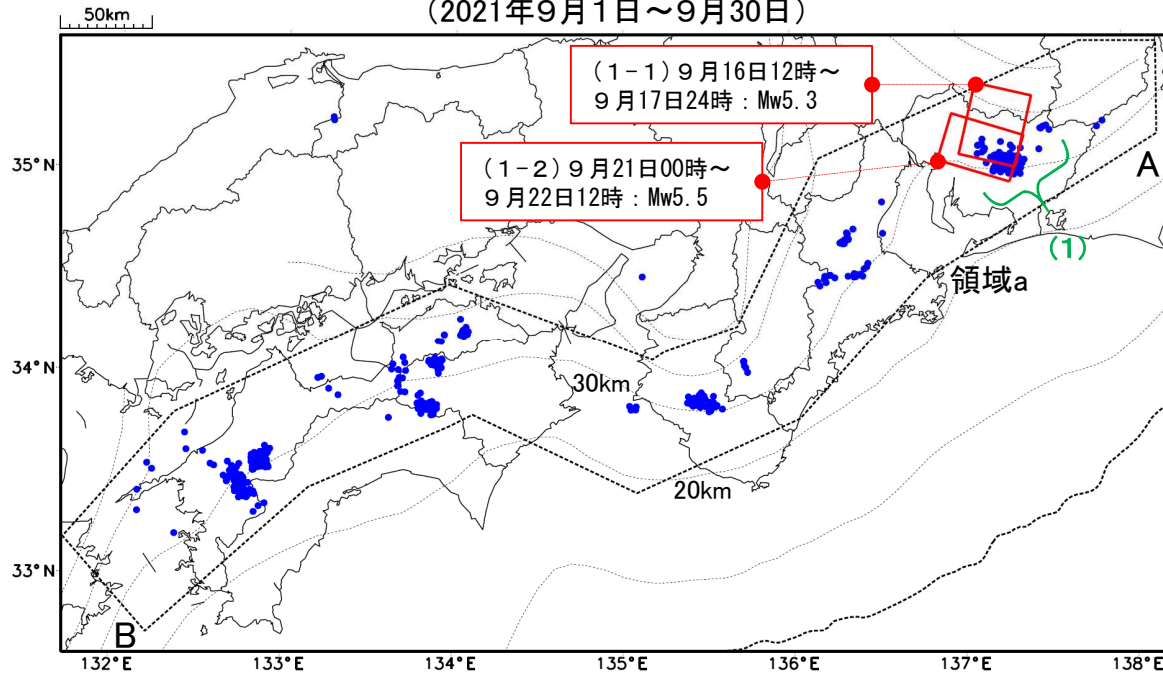 (2021年9月1日～9月30日)
50km
(1-1)9月16日12時～
9月17日24時:Mw5.3
(1-2)9月21日00時～
9月22日12時:Mw5.5
35°N
A
(1)
領域a
34°N
30km
20km
33°N
B
132°E
133°E
134°E
135°E
136°E
137°E
138°E